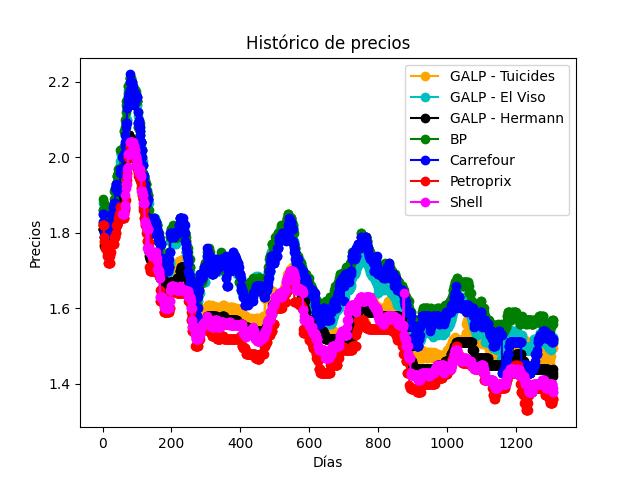 Histórico de precios
GALP - Tuicides
GALP - El Viso
GALP - Hermann
BP
Carrefour
Petroprix
Shell
Precios
2.2
2.0
1.8
1.6
1.4
0 200 400 600 800 1000 1200
Días